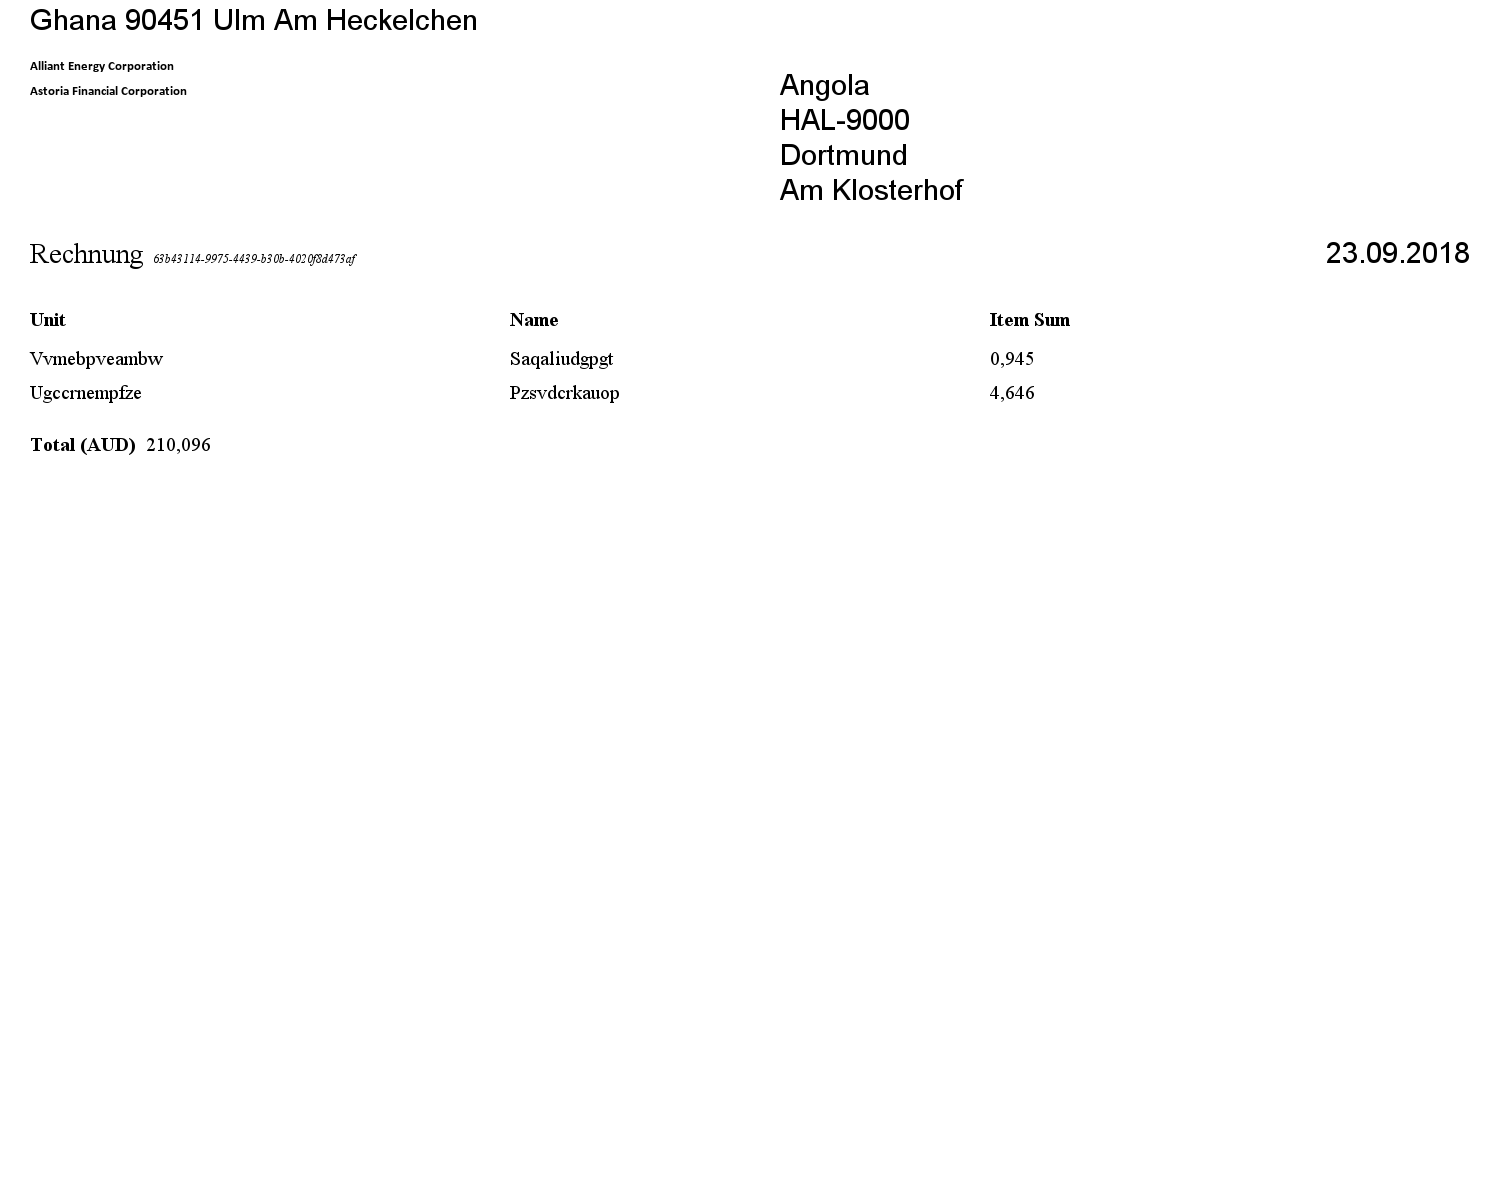 Ghana 90451 Ulm Am Heckelchen
Alliant Energy Corporation
Astoria Financial Corporation
Angola
HAL-9000
Dortmund
Am Klosterhof
Rechnung 63b43114-9975-4439-b30b-4020f8d473af 23.09.2018
Unit Name Item Sum
Vvmebpveambw Saqaliudgpgt 0,945
Ugccrnempfze Pzsvdcrkauop 4,646
Total (AUD) 210,096